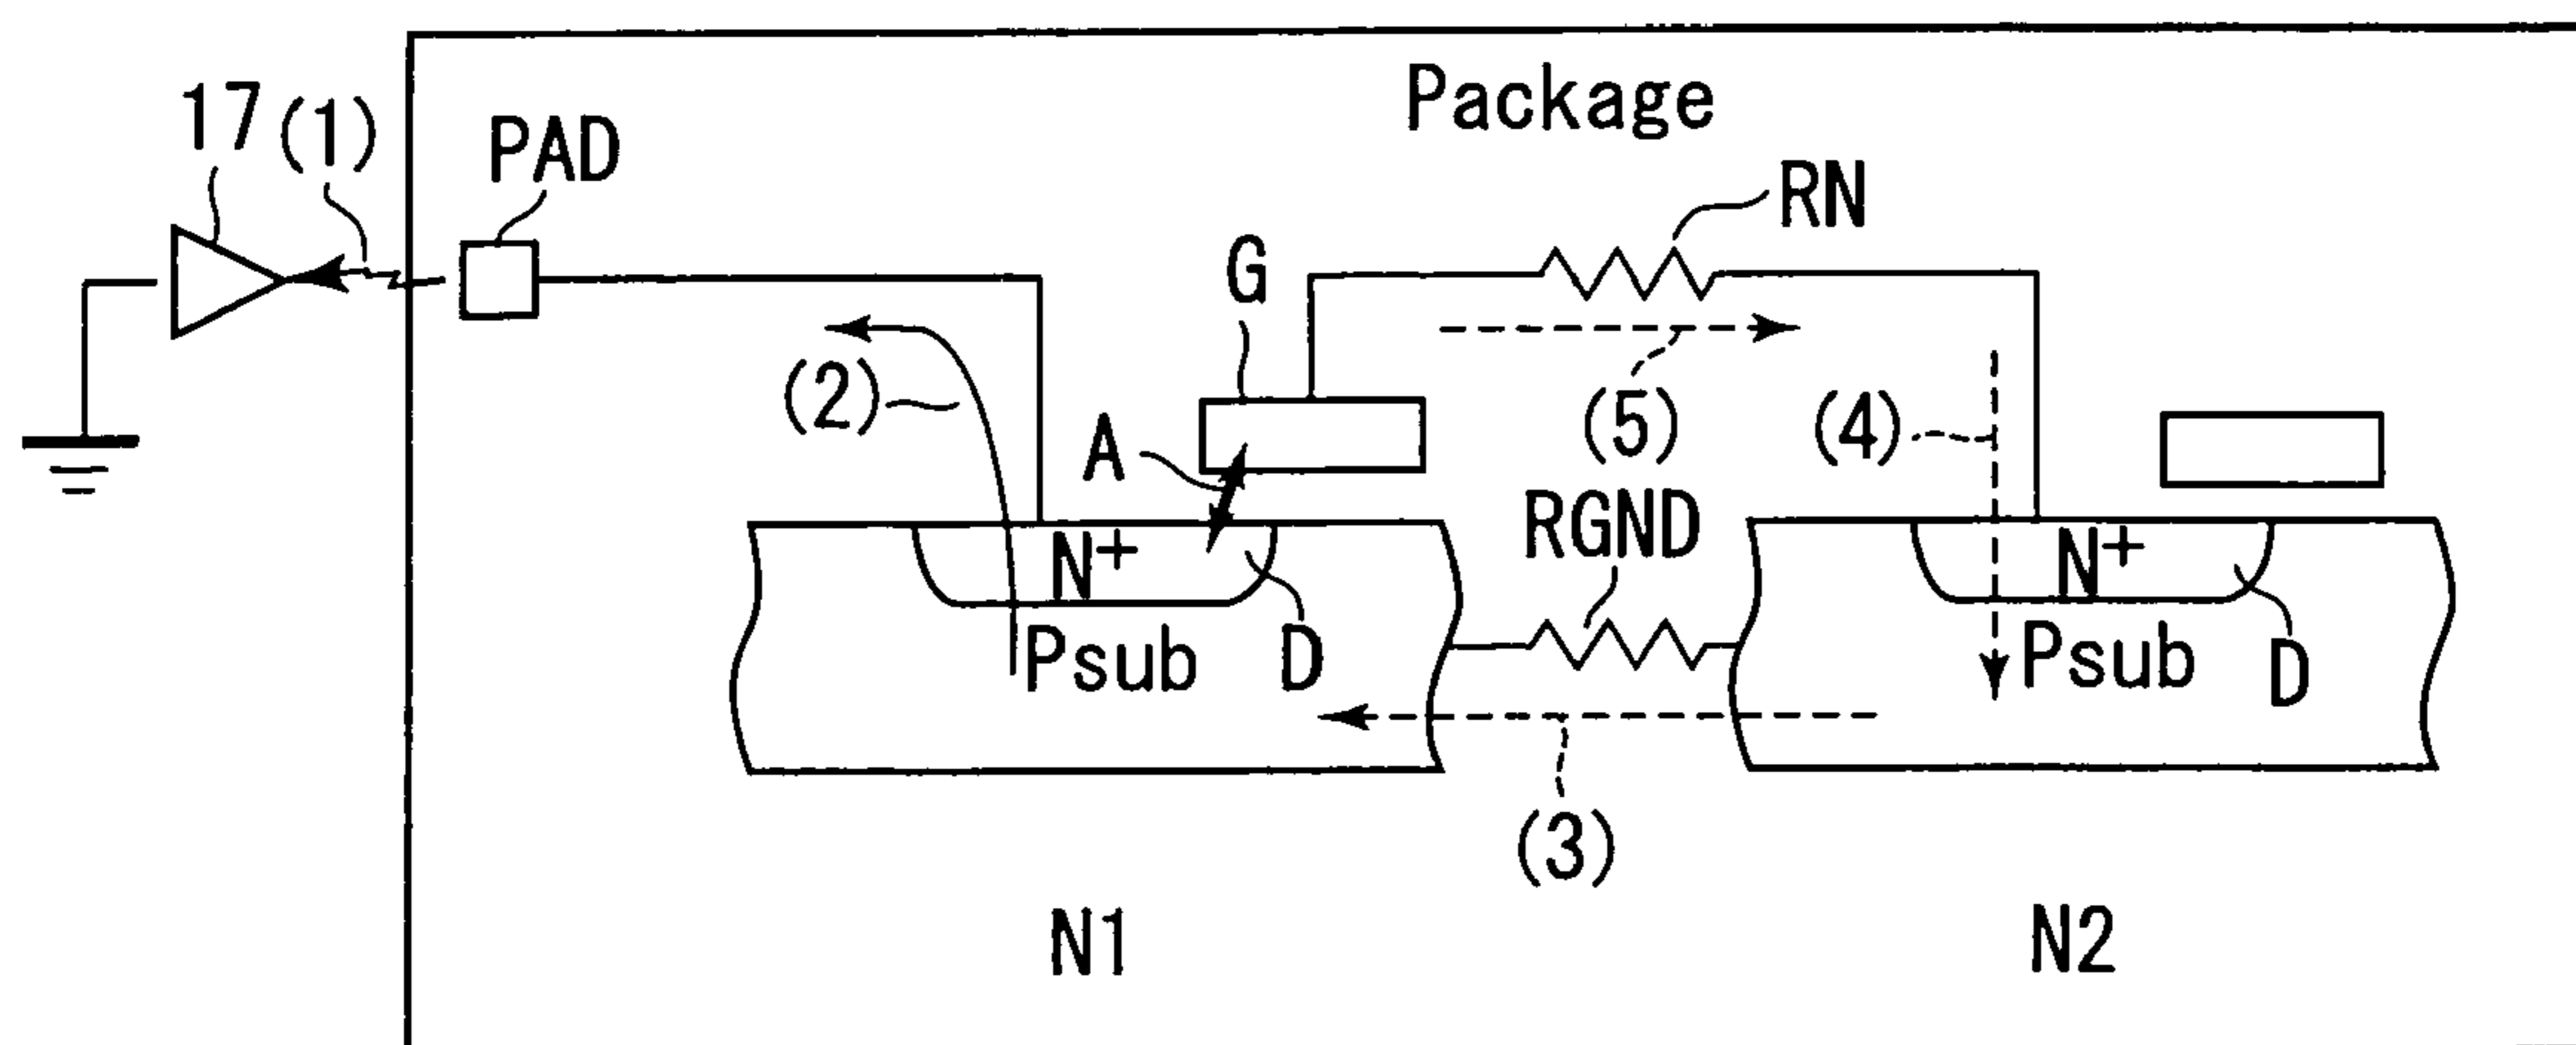 Package
17
(1)
PAD
RN
G
(2)
(5)
(4)
A
RGND
N+
N+
Psub
D
Psub
D
(3)
N1
N2